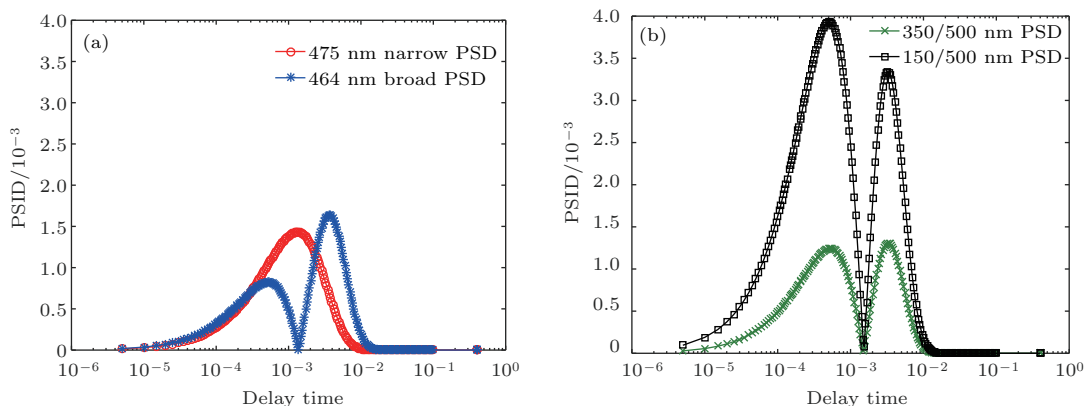 (a)
475 nm narrow PSD
464 nm broad PSD
PSID/10⁻³
4.0
3.5
3.0
2.5
2.0
1.5
1.0
0.5
0
10⁻⁶ 10⁻⁵ 10⁻⁴ 10⁻³ 10⁻² 10⁻¹ 10⁰
Delay time
(b)
350/500 nm PSD
150/500 nm PSD
PSID/10⁻³
4.0
3.5
3.0
2.5
2.0
1.5
1.0
0.5
0
10⁻⁶ 10⁻⁵ 10⁻⁴ 10⁻³ 10⁻² 10⁻¹ 10⁰
Delay time